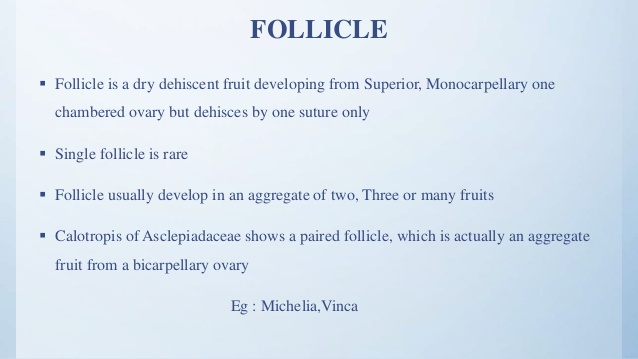 FOLLICLE
▪ Follicle is a dry dehiscent fruit developing from Superior, Monocarpellary one
chambered ovary but dehisces by one suture only
▪ Single follicle is rare
▪ Follicle usually develop in an aggregate of two, Three or many fruits
▪ Calotropis of Asclepiadaceae shows a paired follicle, which is actually an aggregate
fruit from a bicarpellary ovary
Eg : Michelia,Vinca